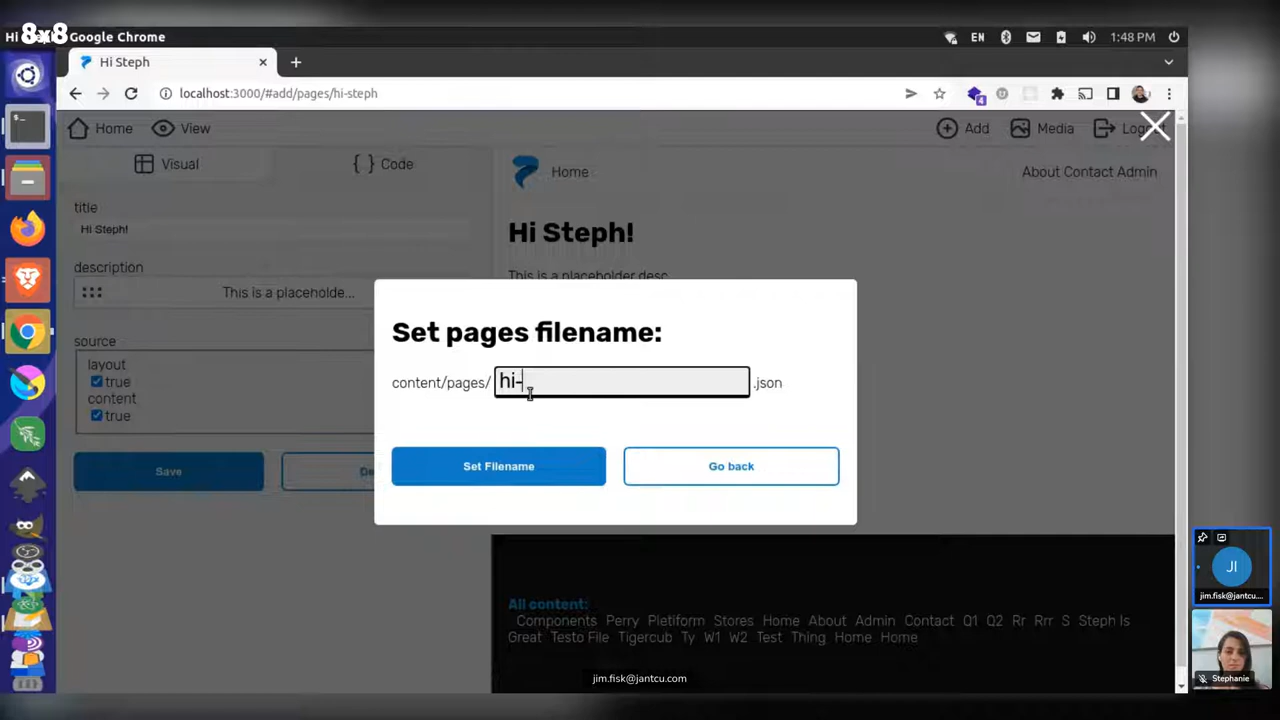 8x8
Google Chrome
EN
1:48 PM
Hi Steph
localhost:3000/#add/pages/hi-steph
4
Home
View
Add
Media
Visual
{ } Code
Home
About Contact Admin
title
Hi Steph!
Hi Steph!
description
This is a placeholder desc
This is a placeholde...
source
layout
true
content
true
Save
Set pages filename:
content/pages/
hi-
.json
Set Filename
Go back
All content:
Components Perry Pletiform Stores Home About Admin Contact Q1 Q2 Rr Rrr S Steph Is
Great Testo File Tigercub Ty W1 W2 Test Thing Home Home
jim.fisk@jantcu.com
JI
jim.fisk@jantcu....
Stephanie